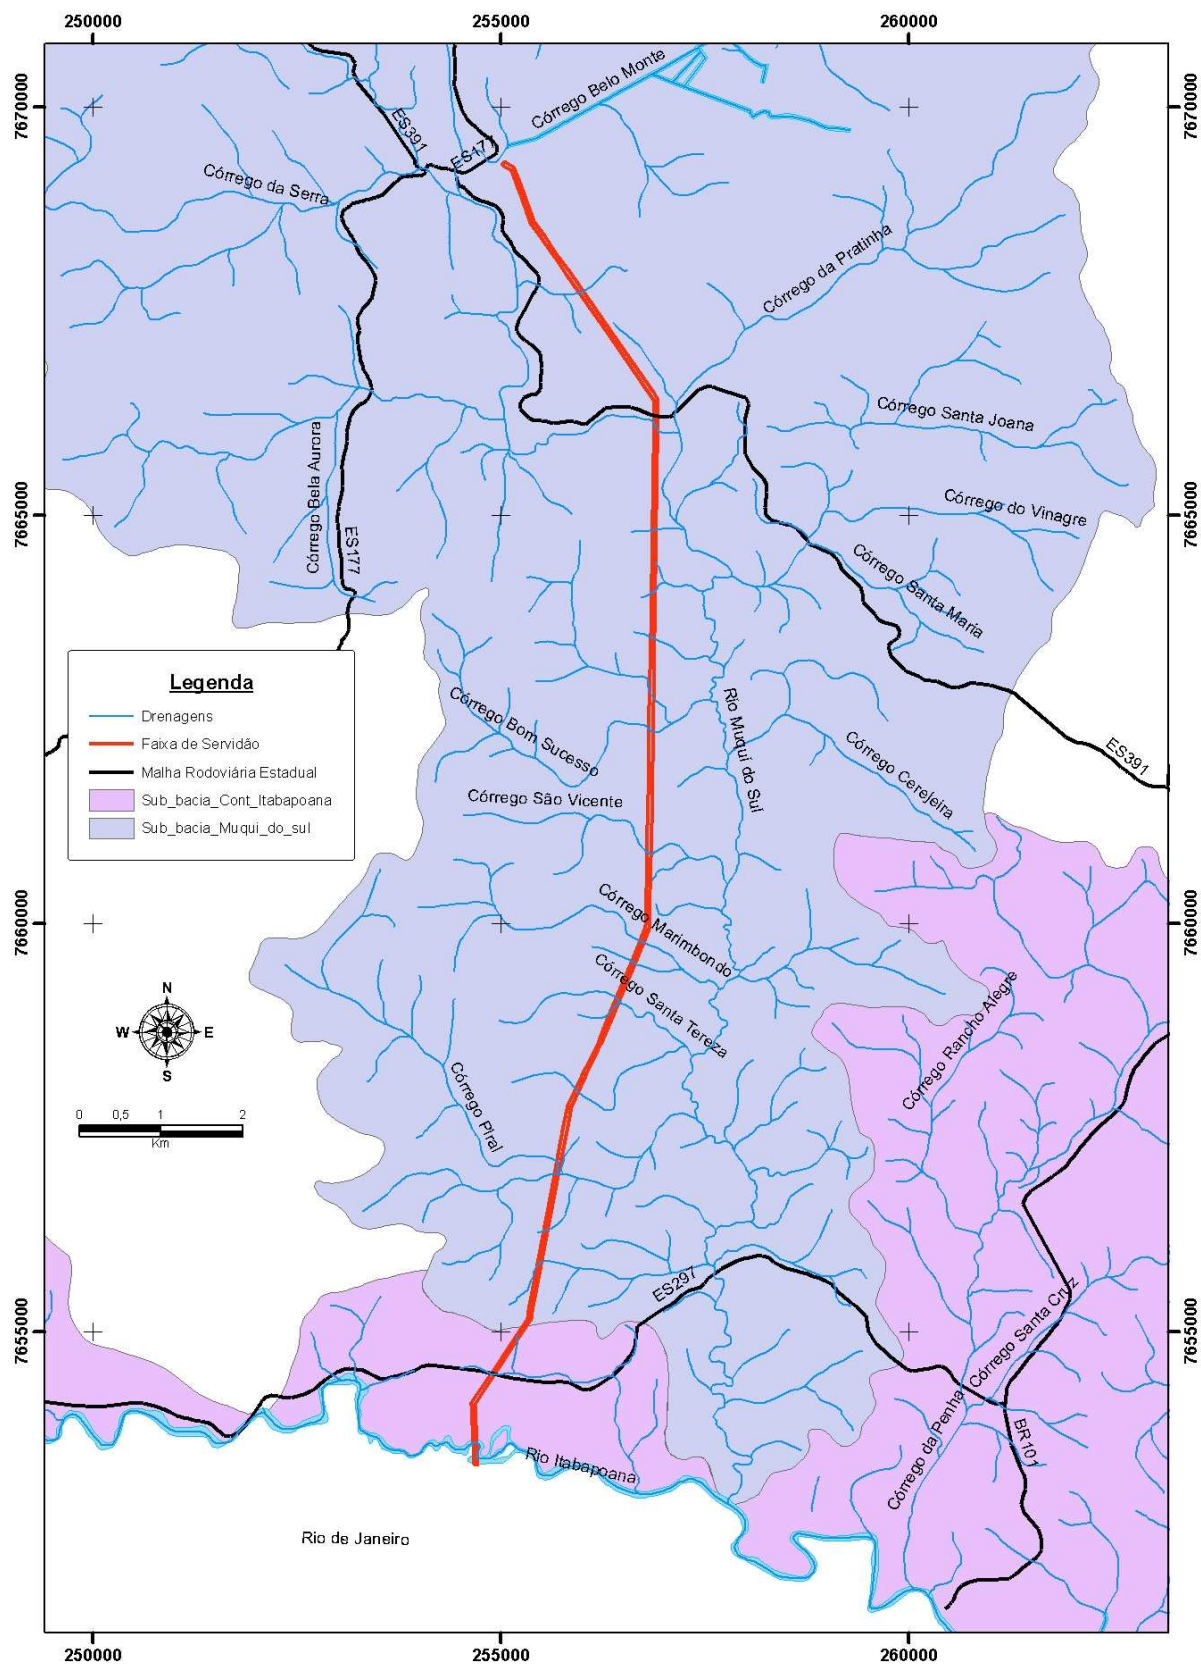 250000
255000
260000
7670000
7670000
Córrego Belo Monte
ES391
ES177
Córrego da Serra
Córrego da Pratinha
Córrego Santa Joana
Córrego Bela Aurora
ES177
7665000
7665000
Córrego do Vinagre
Córrego Santa Maria
Legenda
Drenagens
Faixa de Servidão
Malha Rodoviária Estadual
Sub_bacia_Cont_Itabapoana
Sub_bacia_Muqui_do_sul
Córrego Bom Sucesso
Rio Muqui do Sul
ES391
Córrego Cerejeira
Córrego São Vicente
7660000
7660000
Córrego Marimbondo
Córrego Santa Tereza
Córrego Rancho Alegre
N
W
E
S
0
0,5
1
2
Km
Córrego Piral
ES297
Córrego Santa Cruz
7655000
7655000
Córrego da Penha
BR101
Rio Itabapoana
Rio de Janeiro
250000
255000
260000